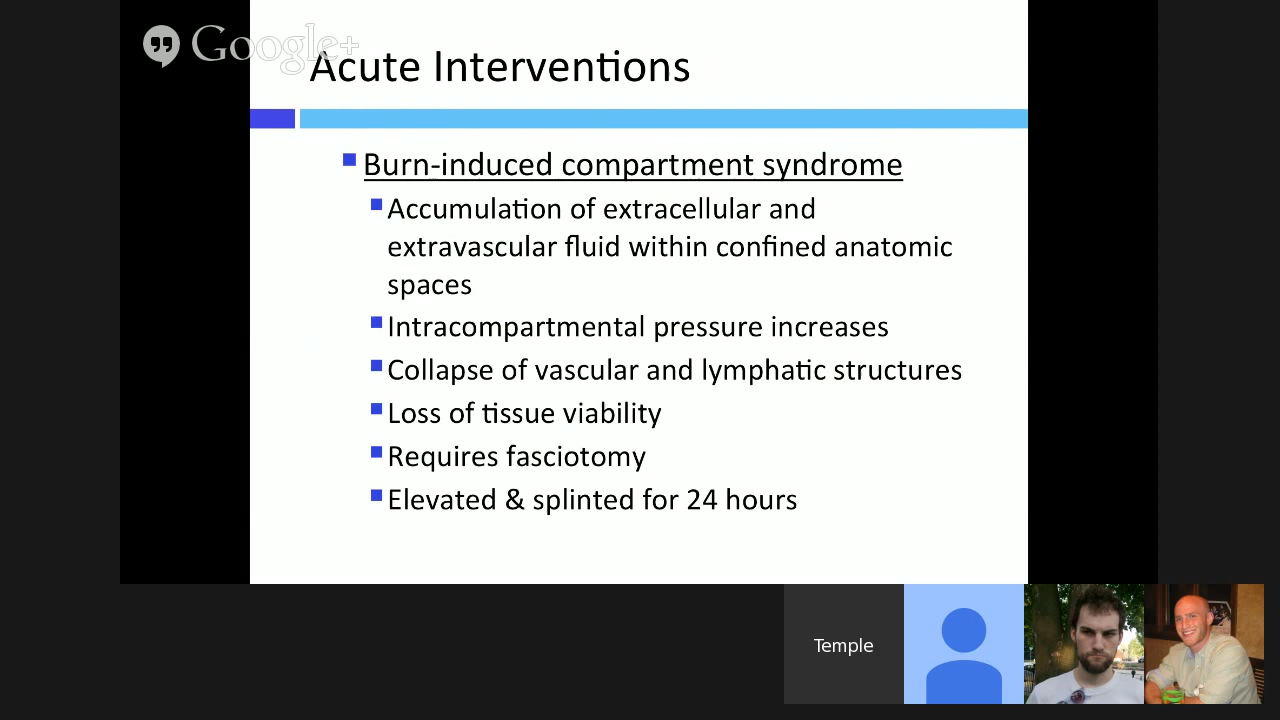 Google+
Acute Interventions
Burn-induced compartment syndrome
Accumulation of extracellular and
extravascular fluid within confined anatomic
spaces
Intracompartmental pressure increases
Collapse of vascular and lymphatic structures
Loss of tissue viability
Requires fasciotomy
Elevated & splinted for 24 hours
Temple